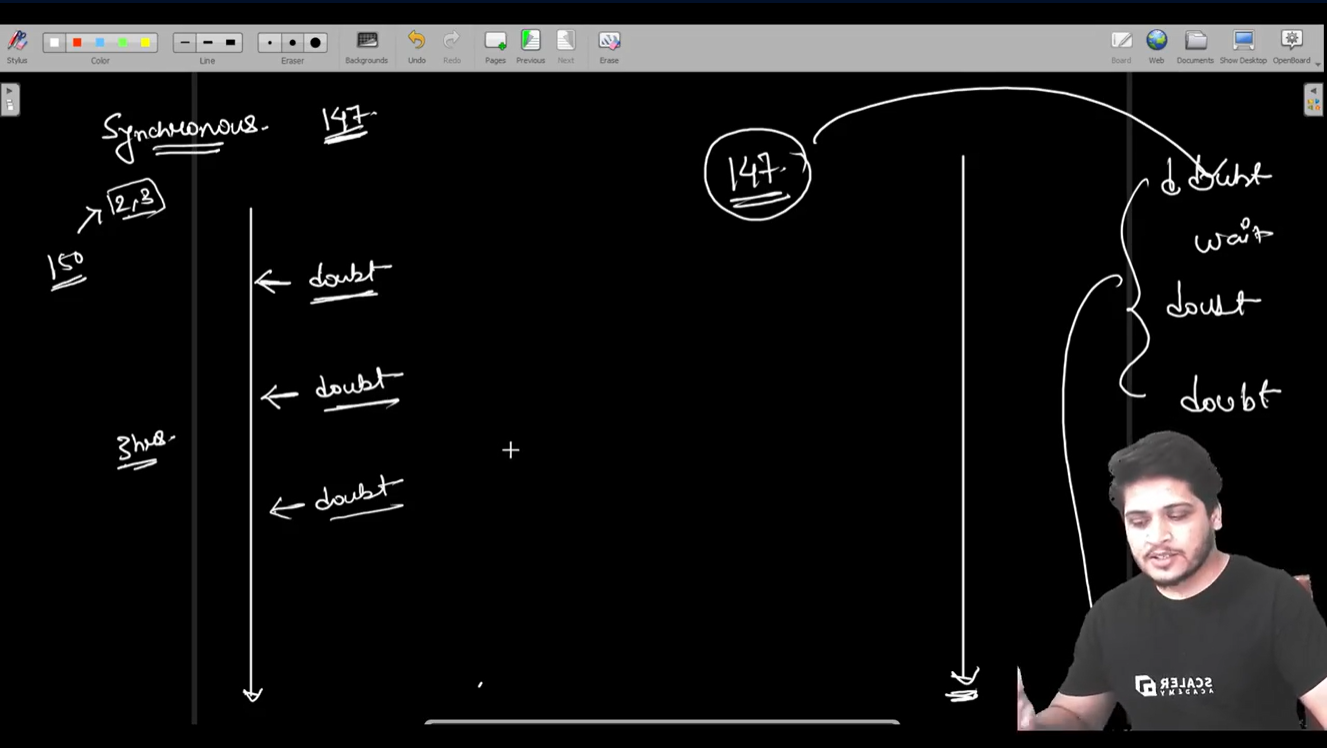 Stylus
Color
Line
Eraser
Backgrounds
Undo
Redo
Pages
Previous
Next
Erase
Board
Web
Documents
Show Desktop
OpenBoard
Synchronous. 147.
2,3
150
doubt
doubt
3hrs.
doubt
147.
doubt
wait
doubt
doubt
SCALER
ACADEMY